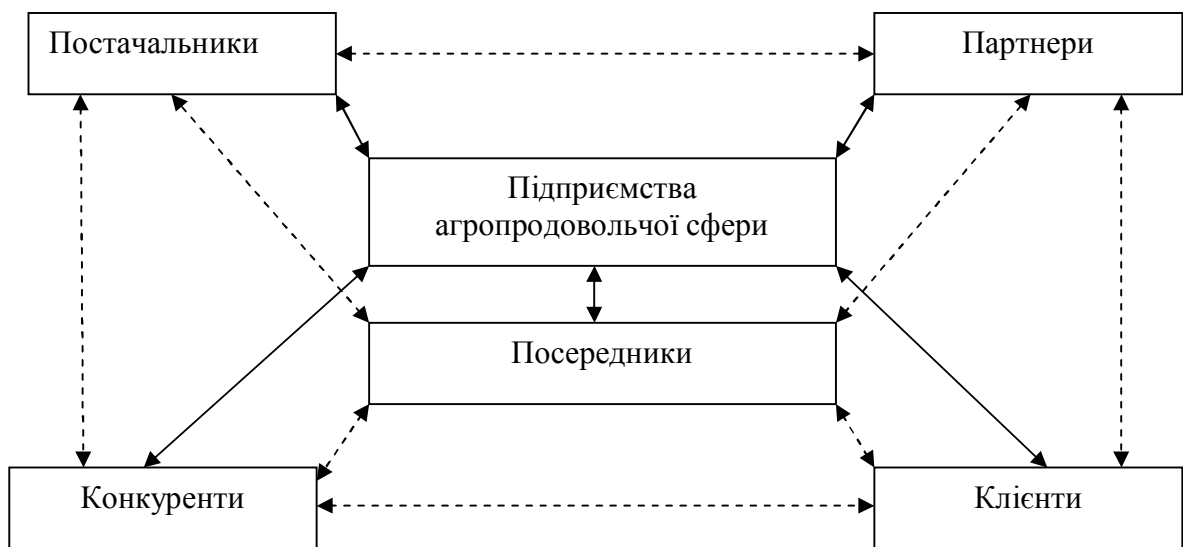 Постачальники
Партнери
Підприємства
агропродовольчої сфери
Посередники
Конкуренти
Клієнти